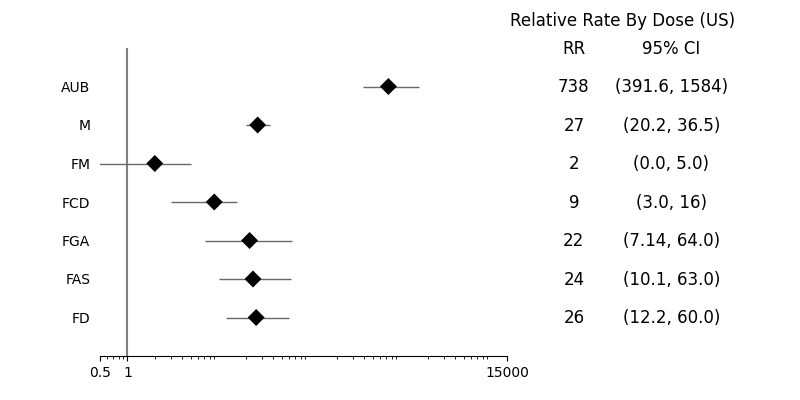 Relative Rate By Dose (US)
RR 95% CI
AUB 738 (391.6, 1584)
M 27 (20.2, 36.5)
FM 2 (0.0, 5.0)
FCD 9 (3.0, 16)
FGA 22 (7.14, 64.0)
FAS 24 (10.1, 63.0)
FD 26 (12.2, 60.0)
0.5 1 15000